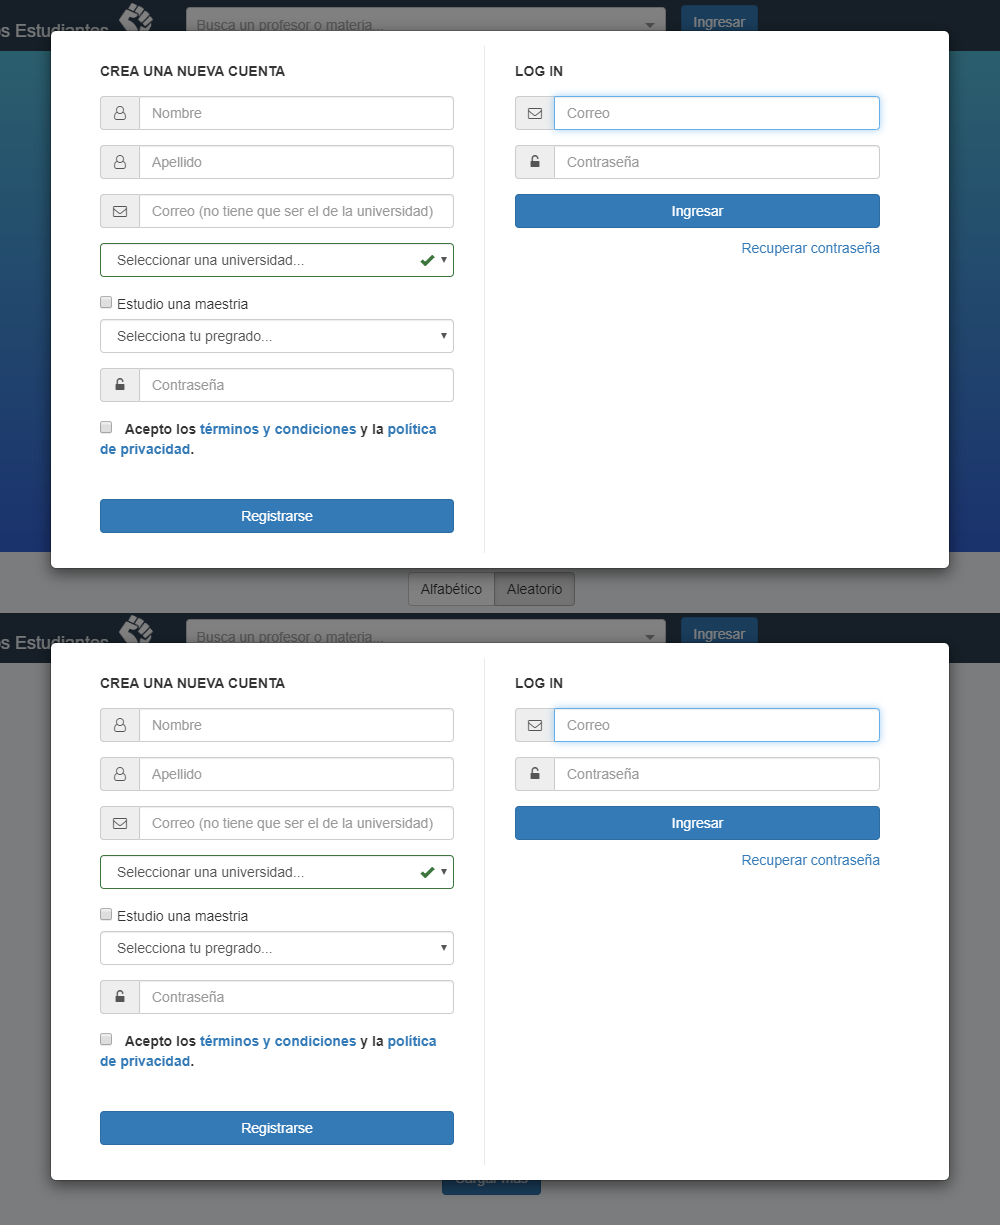 os Estudiantes
Busca un profesor o materia...
Ingresar
CREA UNA NUEVA CUENTA
Nombre
Apellido
Correo (no tiene que ser el de la universidad)
Seleccionar una universidad...
Estudio una maestria
Selecciona tu pregrado...
Contraseña
Acepto los términos y condiciones y la política
de privacidad.
Registrarse
LOG IN
Correo
Contraseña
Ingresar
Recuperar contraseña
Alfabético
Aleatorio
os Estudiantes
Busca un profesor o materia...
Ingresar
CREA UNA NUEVA CUENTA
Nombre
Apellido
Correo (no tiene que ser el de la universidad)
Seleccionar una universidad...
Estudio una maestria
Selecciona tu pregrado...
Contraseña
Acepto los términos y condiciones y la política
de privacidad.
Registrarse
LOG IN
Correo
Contraseña
Ingresar
Recuperar contraseña
Cargar más